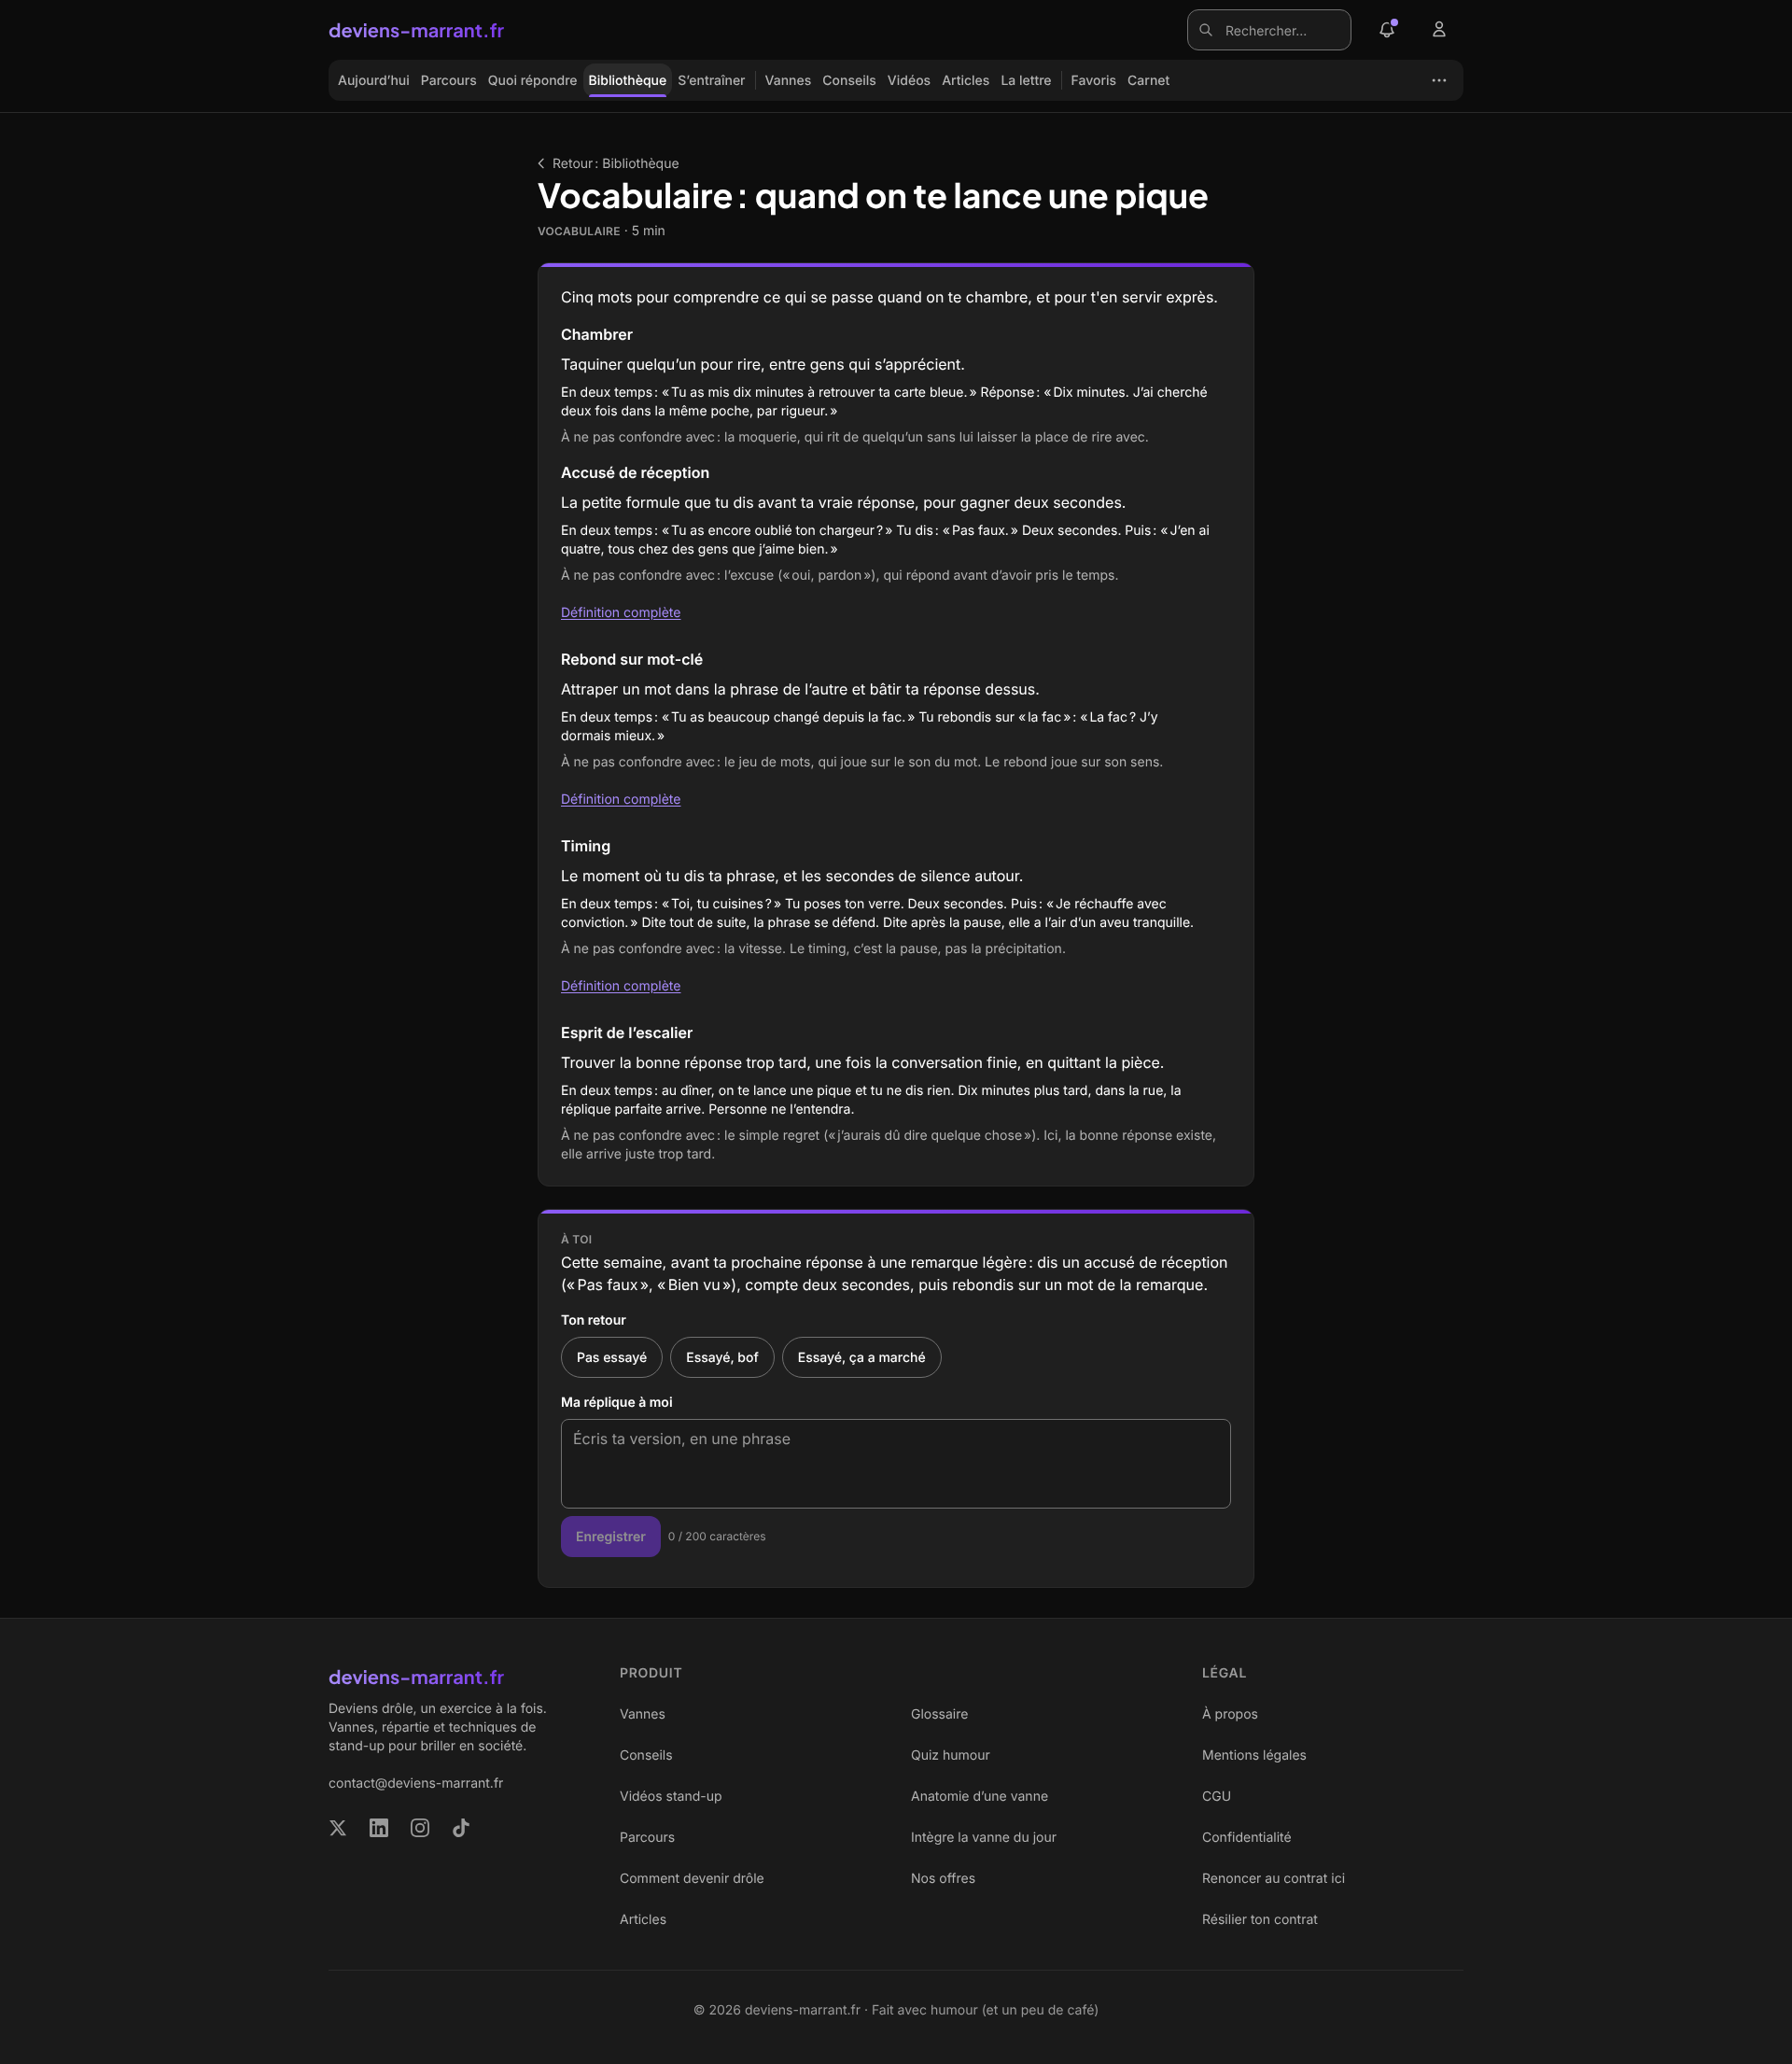 deviens-marrant.fr
Rechercher...
Aujourd’hui Parcours Quoi répondre Bibliothèque S’entraîner Vannes Conseils Vidéos Articles La lettre Favoris Carnet
Retour : Bibliothèque
Vocabulaire : quand on te lance une pique
VOCABULAIRE · 5 min
Cinq mots pour comprendre ce qui se passe quand on te chambre, et pour t'en servir exprès.
Chambrer
Taquiner quelqu’un pour rire, entre gens qui s’apprécient.
En deux temps : « Tu as mis dix minutes à retrouver ta carte bleue. » Réponse : « Dix minutes. J’ai cherché
deux fois dans la même poche, par rigueur. »
À ne pas confondre avec : la moquerie, qui rit de quelqu’un sans lui laisser la place de rire avec.
Accusé de réception
La petite formule que tu dis avant ta vraie réponse, pour gagner deux secondes.
En deux temps : « Tu as encore oublié ton chargeur ? » Tu dis : « Pas faux. » Deux secondes. Puis : « J’en ai
quatre, tous chez des gens que j’aime bien. »
À ne pas confondre avec : l’excuse (« oui, pardon »), qui répond avant d’avoir pris le temps.
Définition complète
Rebond sur mot-clé
Attraper un mot dans la phrase de l’autre et bâtir ta réponse dessus.
En deux temps : « Tu as beaucoup changé depuis la fac. » Tu rebondis sur « la fac » : « La fac ? J’y
dormais mieux. »
À ne pas confondre avec : le jeu de mots, qui joue sur le son du mot. Le rebond joue sur son sens.
Définition complète
Timing
Le moment où tu dis ta phrase, et les secondes de silence autour.
En deux temps : « Toi, tu cuisines ? » Tu poses ton verre. Deux secondes. Puis : « Je réchauffe avec
conviction. » Dite tout de suite, la phrase se défend. Dite après la pause, elle a l’air d’un aveu tranquille.
À ne pas confondre avec : la vitesse. Le timing, c’est la pause, pas la précipitation.
Définition complète
Esprit de l’escalier
Trouver la bonne réponse trop tard, une fois la conversation finie, en quittant la pièce.
En deux temps : au dîner, on te lance une pique et tu ne dis rien. Dix minutes plus tard, dans la rue, la
réplique parfaite arrive. Personne ne l’entendra.
À ne pas confondre avec : le simple regret (« j’aurais dû dire quelque chose »). Ici, la bonne réponse existe,
elle arrive juste trop tard.
À TOI
Cette semaine, avant ta prochaine réponse à une remarque légère : dis un accusé de réception
(« Pas faux », « Bien vu »), compte deux secondes, puis rebondis sur un mot de la remarque.
Ton retour
Pas essayé Essayé, bof Essayé, ça a marché
Ma réplique à moi
Écris ta version, en une phrase
Enregistrer 0 / 200 caractères
deviens-marrant.fr
Deviens drôle, un exercice à la fois.
Vannes, répartie et techniques de
stand-up pour briller en société.
contact@deviens-marrant.fr
PRODUIT
Vannes
Conseils
Vidéos stand-up
Parcours
Comment devenir drôle
Articles
Glossaire
Quiz humour
Anatomie d’une vanne
Intègre la vanne du jour
Nos offres
LÉGAL
À propos
Mentions légales
CGU
Confidentialité
Renoncer au contrat ici
Résilier ton contrat
© 2026 deviens-marrant.fr · Fait avec humour (et un peu de café)